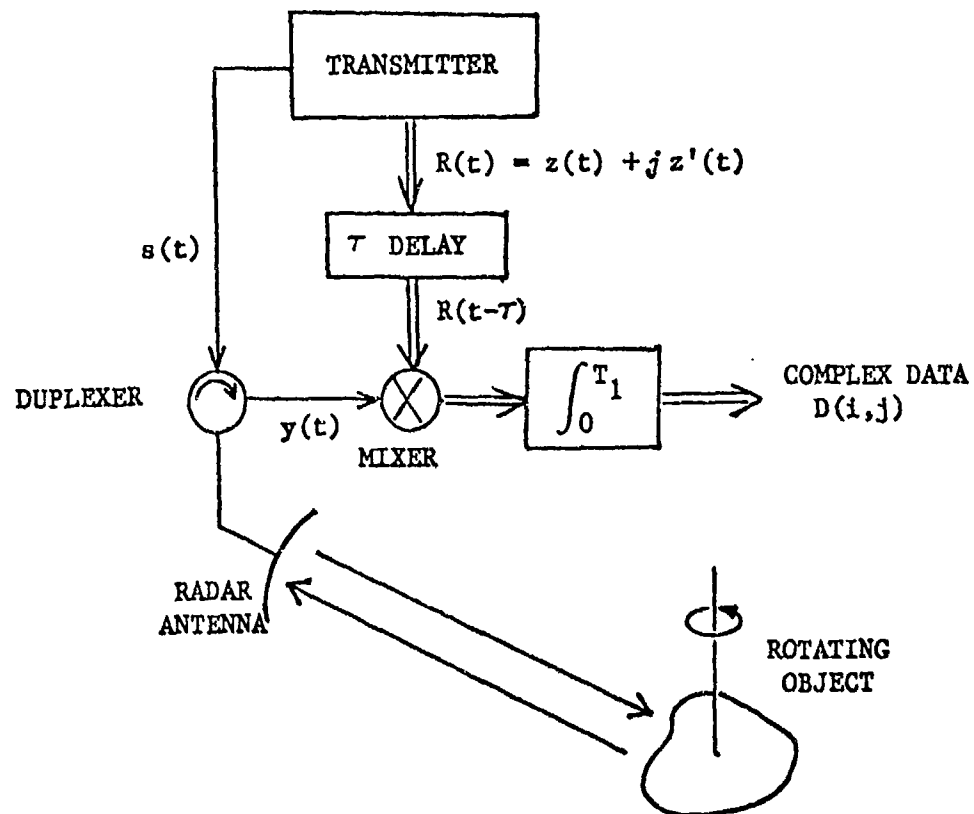 TRANSMITTER
R(t) = z(t) + j z'(t)
τ DELAY
s(t)
R(t-τ)
DUPLEXER
y(t)
MIXER
∫₀ᵀ¹
COMPLEX DATA
D(i,j)
RADAR
ANTENNA
ROTATING
OBJECT